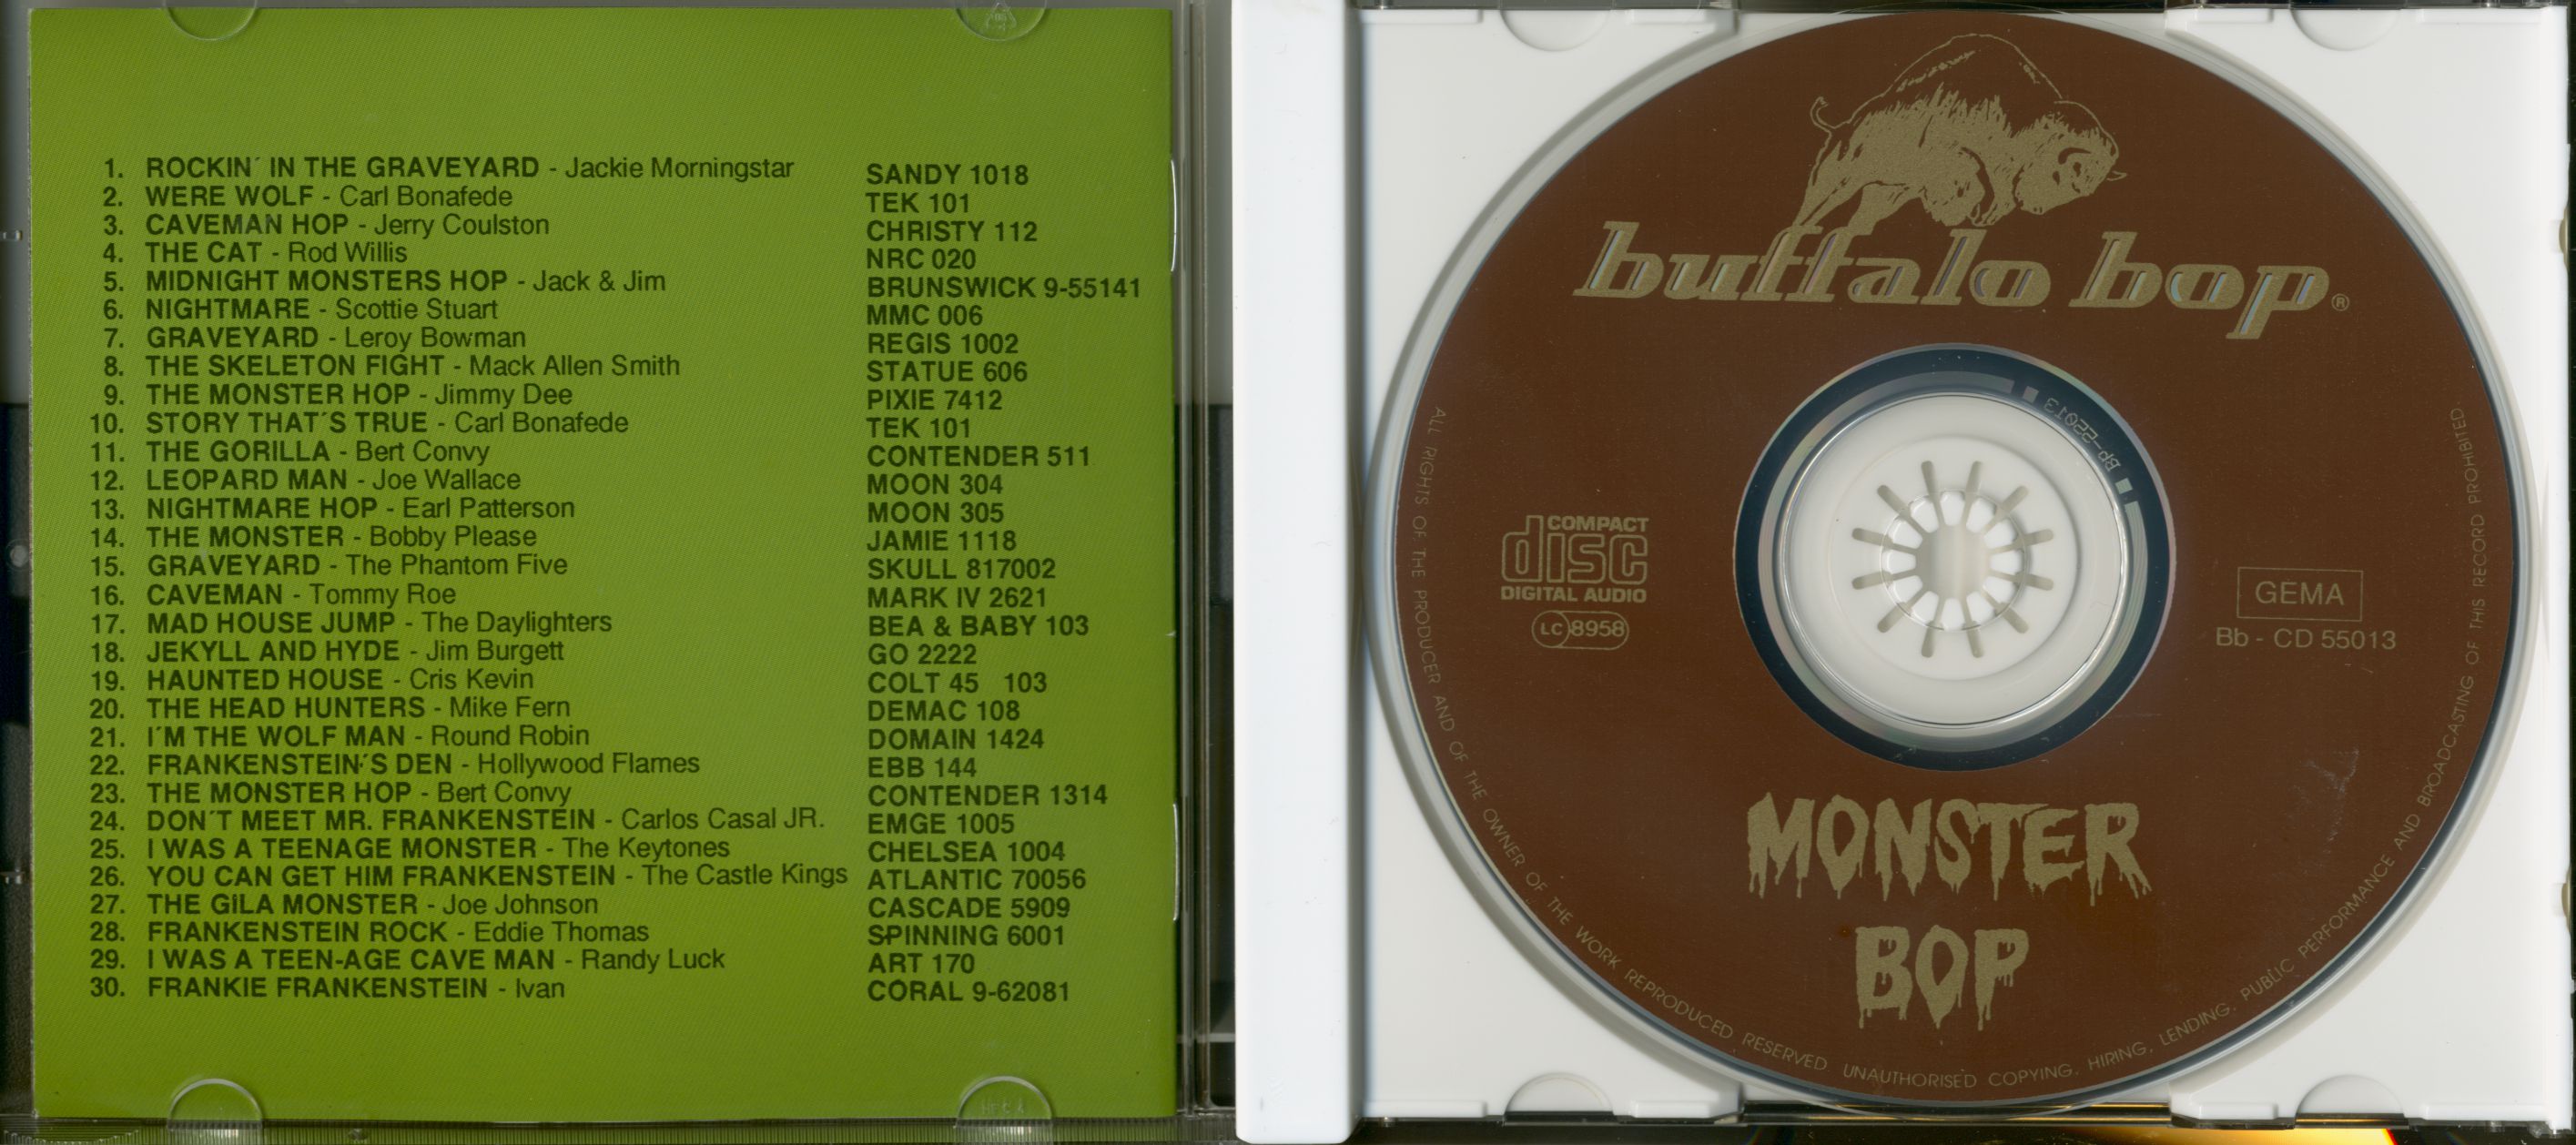 1. ROCKIN´ IN THE GRAVEYARD - Jackie Morningstar SANDY 1018
2. WERE WOLF - Carl Bonafede TEK 101
3. CAVEMAN HOP - Jerry Coulston CHRISTY 112
4. THE CAT - Rod Willis NRC 020
5. MIDNIGHT MONSTERS HOP - Jack & Jim BRUNSWICK 9-55141
6. NIGHTMARE - Scottie Stuart MMC 006
7. GRAVEYARD - Leroy Bowman REGIS 1002
8. THE SKELETON FIGHT - Mack Allen Smith STATUE 606
9. THE MONSTER HOP - Jimmy Dee PIXIE 7412
10. STORY THAT´S TRUE - Carl Bonafede TEK 101
11. THE GORILLA - Bert Convy CONTENDER 511
12. LEOPARD MAN - Joe Wallace MOON 304
13. NIGHTMARE HOP - Earl Patterson MOON 305
14. THE MONSTER - Bobby Please JAMIE 1118
15. GRAVEYARD - The Phantom Five SKULL 817002
16. CAVEMAN - Tommy Roe MARK IV 2621
17. MAD HOUSE JUMP - The Daylighters BEA & BABY 103
18. JEKYLL AND HYDE - Jim Burgett GO 2222
19. HAUNTED HOUSE - Cris Kevin COLT 45 103
20. THE HEAD HUNTERS - Mike Fern DEMAC 108
21. I´M THE WOLF MAN - Round Robin DOMAIN 1424
22. FRANKENSTEIN´S DEN - Hollywood Flames EBB 144
23. THE MONSTER HOP - Bert Convy CONTENDER 1314
24. DON´T MEET MR. FRANKENSTEIN - Carlos Casal JR. EMGE 1005
25. I WAS A TEENAGE MONSTER - The Keytones CHELSEA 1004
26. YOU CAN GET HIM FRANKENSTEIN - The Castle Kings ATLANTIC 70056
27. THE GILA MONSTER - Joe Johnson CASCADE 5909
28. FRANKENSTEIN ROCK - Eddie Thomas SPINNING 6001
29. I WAS A TEEN-AGE CAVE MAN - Randy Luck ART 170
30. FRANKIE FRANKENSTEIN - Ivan CORAL 9-62081
buffalo bop ®
Bp-55013
COMPACT
disc
DIGITAL AUDIO
LC 8958
GEMA
Bb - CD 55013
MONSTER
BOP
ALL RIGHTS OF THE PRODUCER AND OF THE OWNER OF THE WORK REPRODUCED RESERVED UNAUTHORISED COPYING, HIRING, LENDING, PUBLIC PERFORMANCE AND BROADCASTING OF THIS RECORD PROHIBITED.